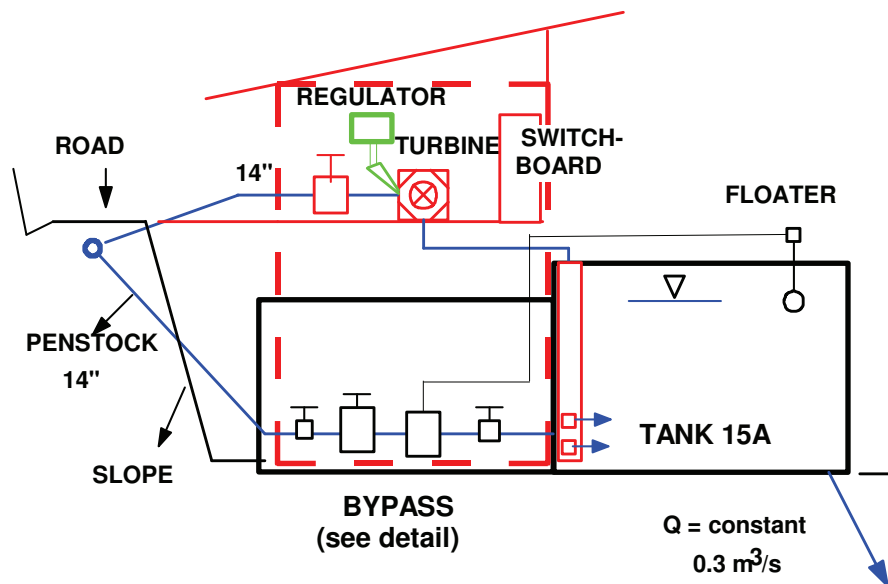 REGULATOR
ROAD
TURBINE
SWITCH-
BOARD
14"
FLOATER
PENSTOCK
14"
SLOPE
TANK 15A
BYPASS
(see detail)
Q = constant
0.3 m³/s